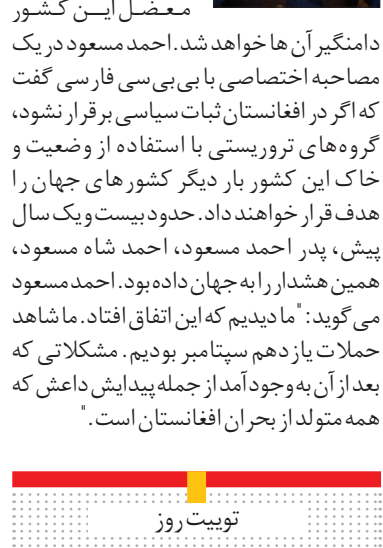 معضل این کشور
دامنگیر آن ها خواهد شد. احمد مسعود در یک
مصاحبه اختصاصی با بی‌بی‌سی فارسی گفت
که اگر در افغانستان ثبات سیاسی برقرار نشود،
گروه‌های تروریستی با استفاده از وضعیت و
خاک این کشور بار دیگر کشورهای جهان را
هدف قرار خواهند داد. حدود بیست و یک سال
پیش، پدر احمد مسعود، احمد شاه مسعود،
همین هشدار را به جهان داده بود. احمد مسعود
می گوید: "ما دیدیم که این اتفاق افتاد. ما شاهد
حملات یازدهم سپتامبر بودیم. مشکلاتی که
بعد از آن به وجود آمد از جمله پیدایش داعش که
همه متولد از بحران افغانستان است."
توییت روز